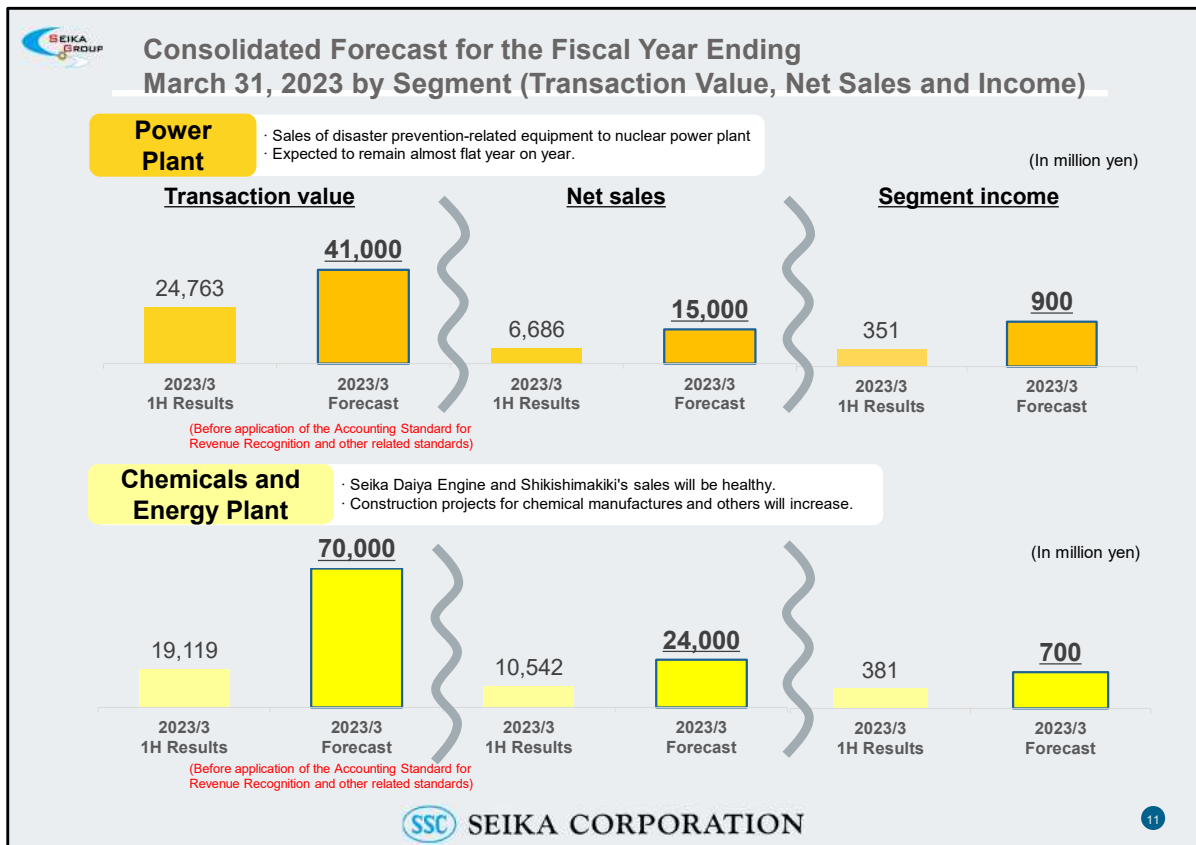 SEIKA
GROUP
Consolidated Forecast for the Fiscal Year Ending
March 31, 2023 by Segment (Transaction Value, Net Sales and Income)
Power
Plant
· Sales of disaster prevention-related equipment to nuclear power plant
· Expected to remain almost flat year on year.
(In million yen)
Transaction value
Net sales
Segment income
24,763
41,000
6,686
15,000
351
900
2023/3
1H Results
2023/3
Forecast
2023/3
1H Results
2023/3
Forecast
2023/3
1H Results
2023/3
Forecast
(Before application of the Accounting Standard for
Revenue Recognition and other related standards)
Chemicals and
Energy Plant
· Seika Daiya Engine and Shikishimakiki's sales will be healthy.
· Construction projects for chemical manufactures and others will increase.
(In million yen)
19,119
70,000
10,542
24,000
381
700
2023/3
1H Results
2023/3
Forecast
2023/3
1H Results
2023/3
Forecast
2023/3
1H Results
2023/3
Forecast
(Before application of the Accounting Standard for
Revenue Recognition and other related standards)
SSC SEIKA CORPORATION
11